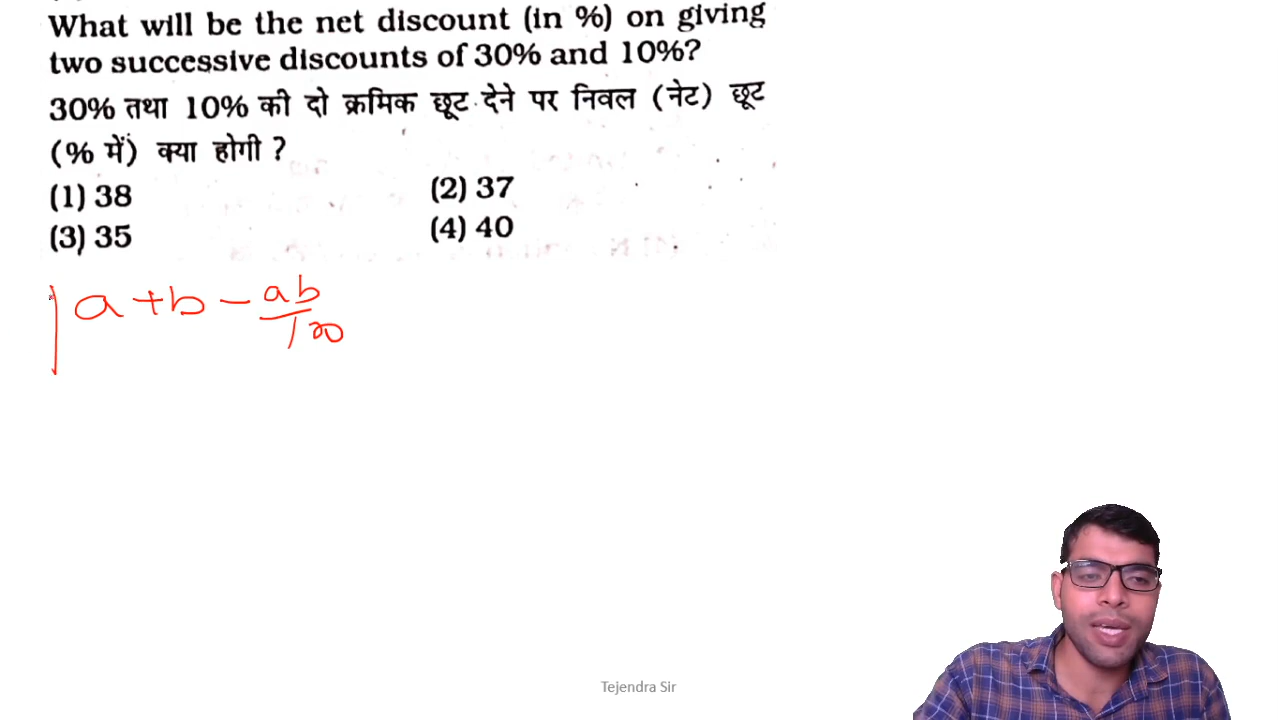 What will be the net discount (in %) on giving
two successive discounts of 30% and 10%?
30% तथा 10% की दो क्रमिक छूट देने पर निवल (नेट) छूट
(% में) क्या होगी ?
(1) 38 (2) 37
(3) 35 (4) 40
a + b - ab/100
Tejendra Sir